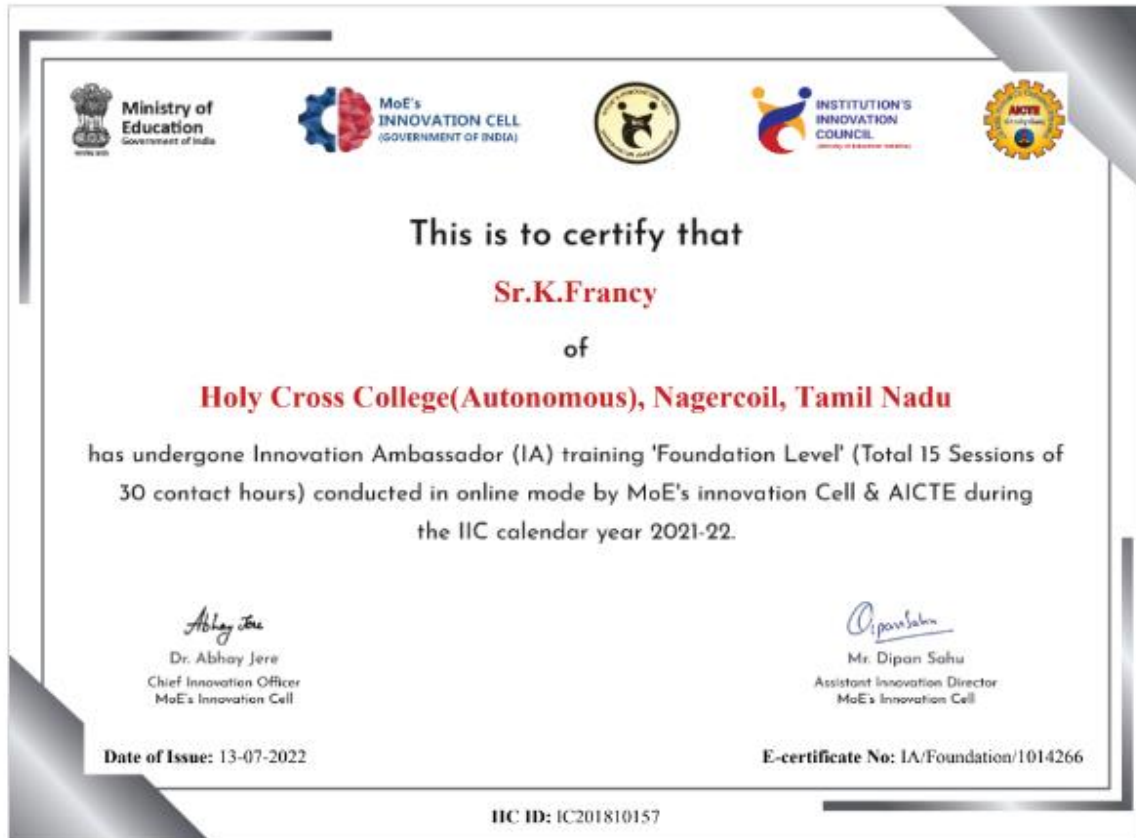 Ministry of
Education
Government of India
MoE's
INNOVATION CELL
(GOVERNMENT OF INDIA)
INSTITUTION'S
INNOVATION
COUNCIL
AICTE
This is to certify that
Sr.K.Francy
of
Holy Cross College(Autonomous), Nagercoil, Tamil Nadu
has undergone Innovation Ambassador (IA) training 'Foundation Level' (Total 15 Sessions of
30 contact hours) conducted in online mode by MoE's innovation Cell & AICTE during
the IIC calendar year 2021-22.
Abhay Jere
DipanSahu
Dr. Abhay Jere
Mr. Dipan Sahu
Chief Innovation Officer
Assistant Innovation Director
MoE's Innovation Cell
MoE's Innovation Cell
Date of Issue: 13-07-2022
E-certificate No: IA/Foundation/1014266
IIC ID: IC201810157